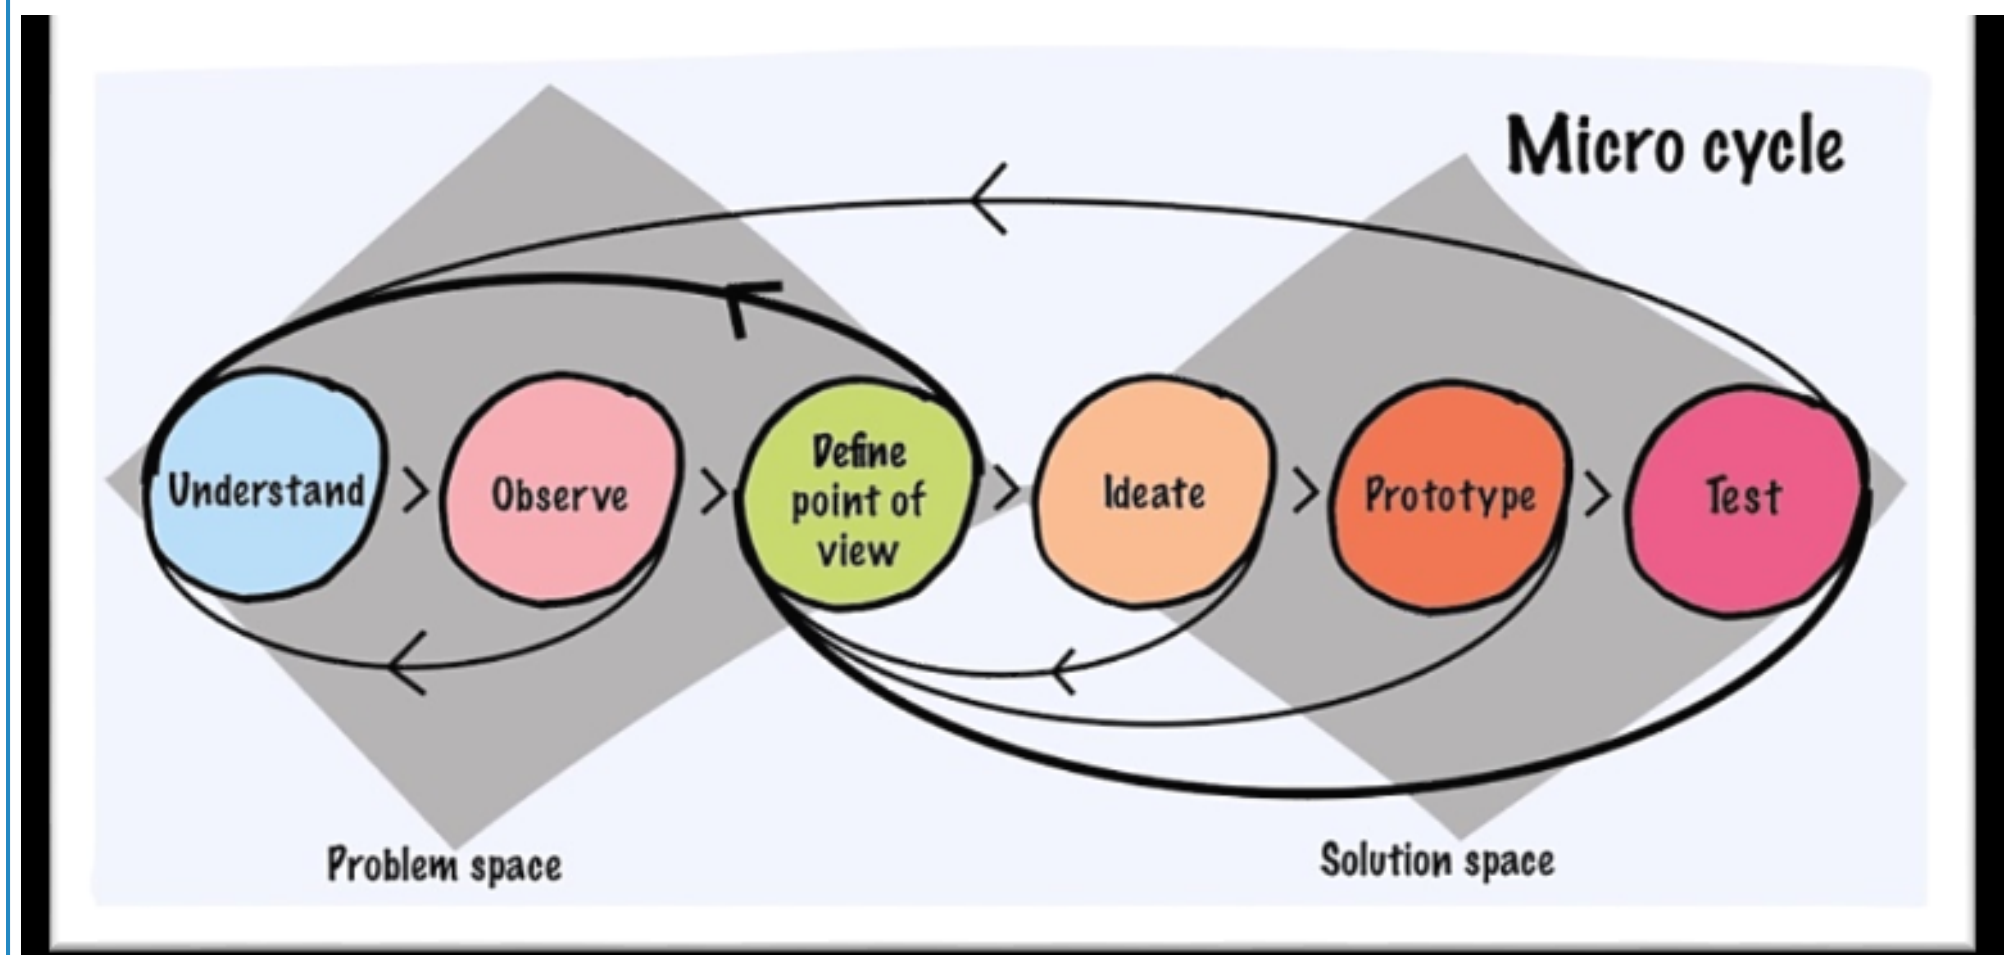 Micro cycle
Understand
Observe
Define
point of
view
Ideate
Prototype
Test
Problem space
Solution space